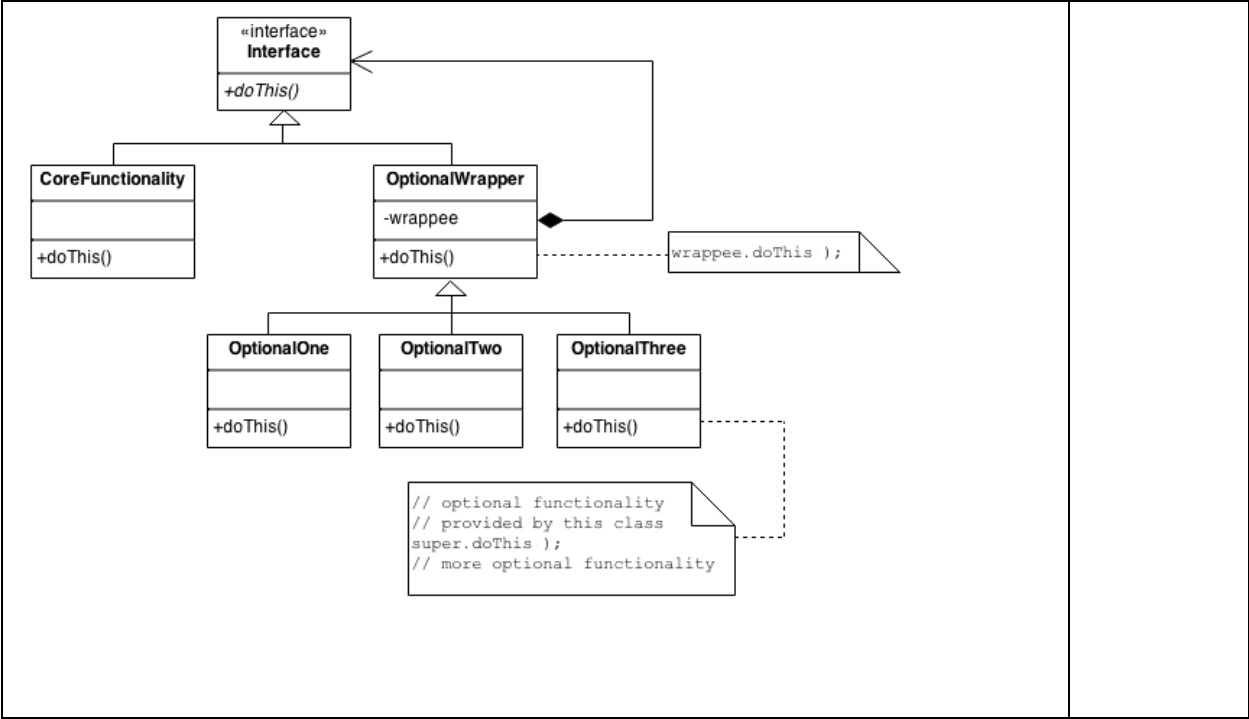 «interface»
Interface
+doThis()
CoreFunctionality
+doThis()
OptionalWrapper
-wrappee
+doThis()
wrappee.doThis );
OptionalOne
+doThis()
OptionalTwo
+doThis()
OptionalThree
+doThis()
// optional functionality
// provided by this class
super.doThis );
// more optional functionality